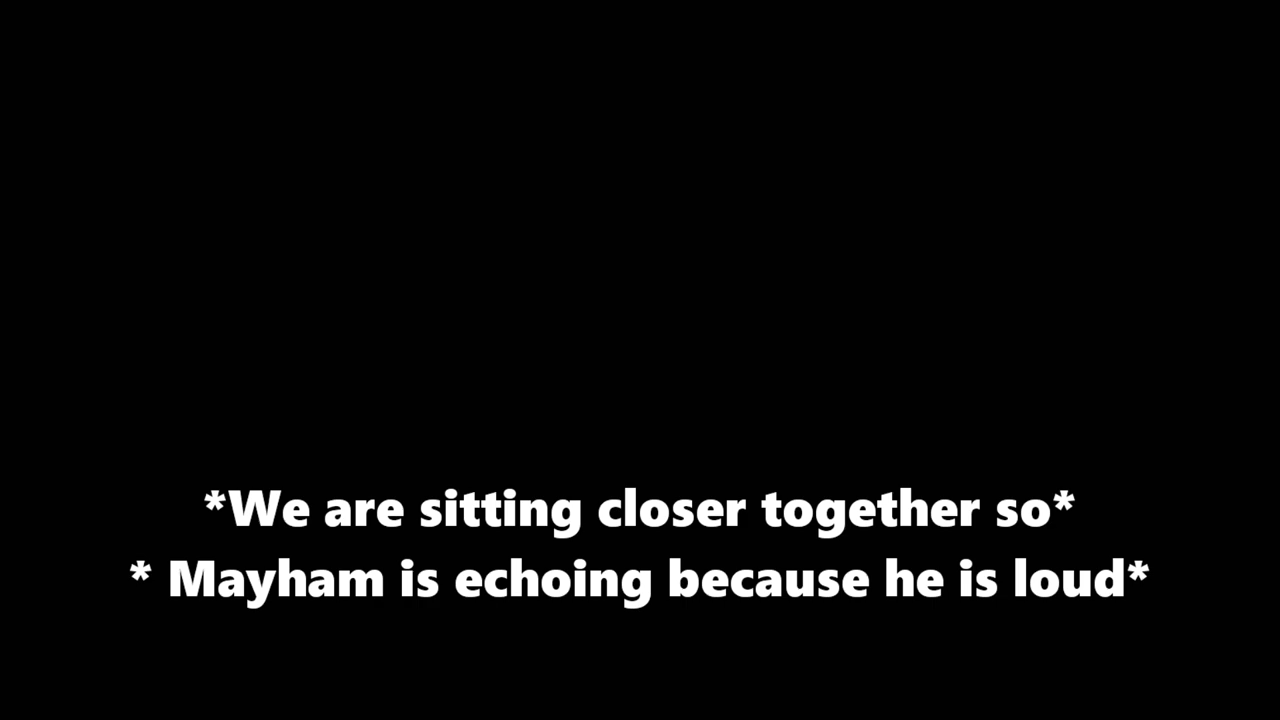 *We are sitting closer together so*
* Mayham is echoing because he is loud*